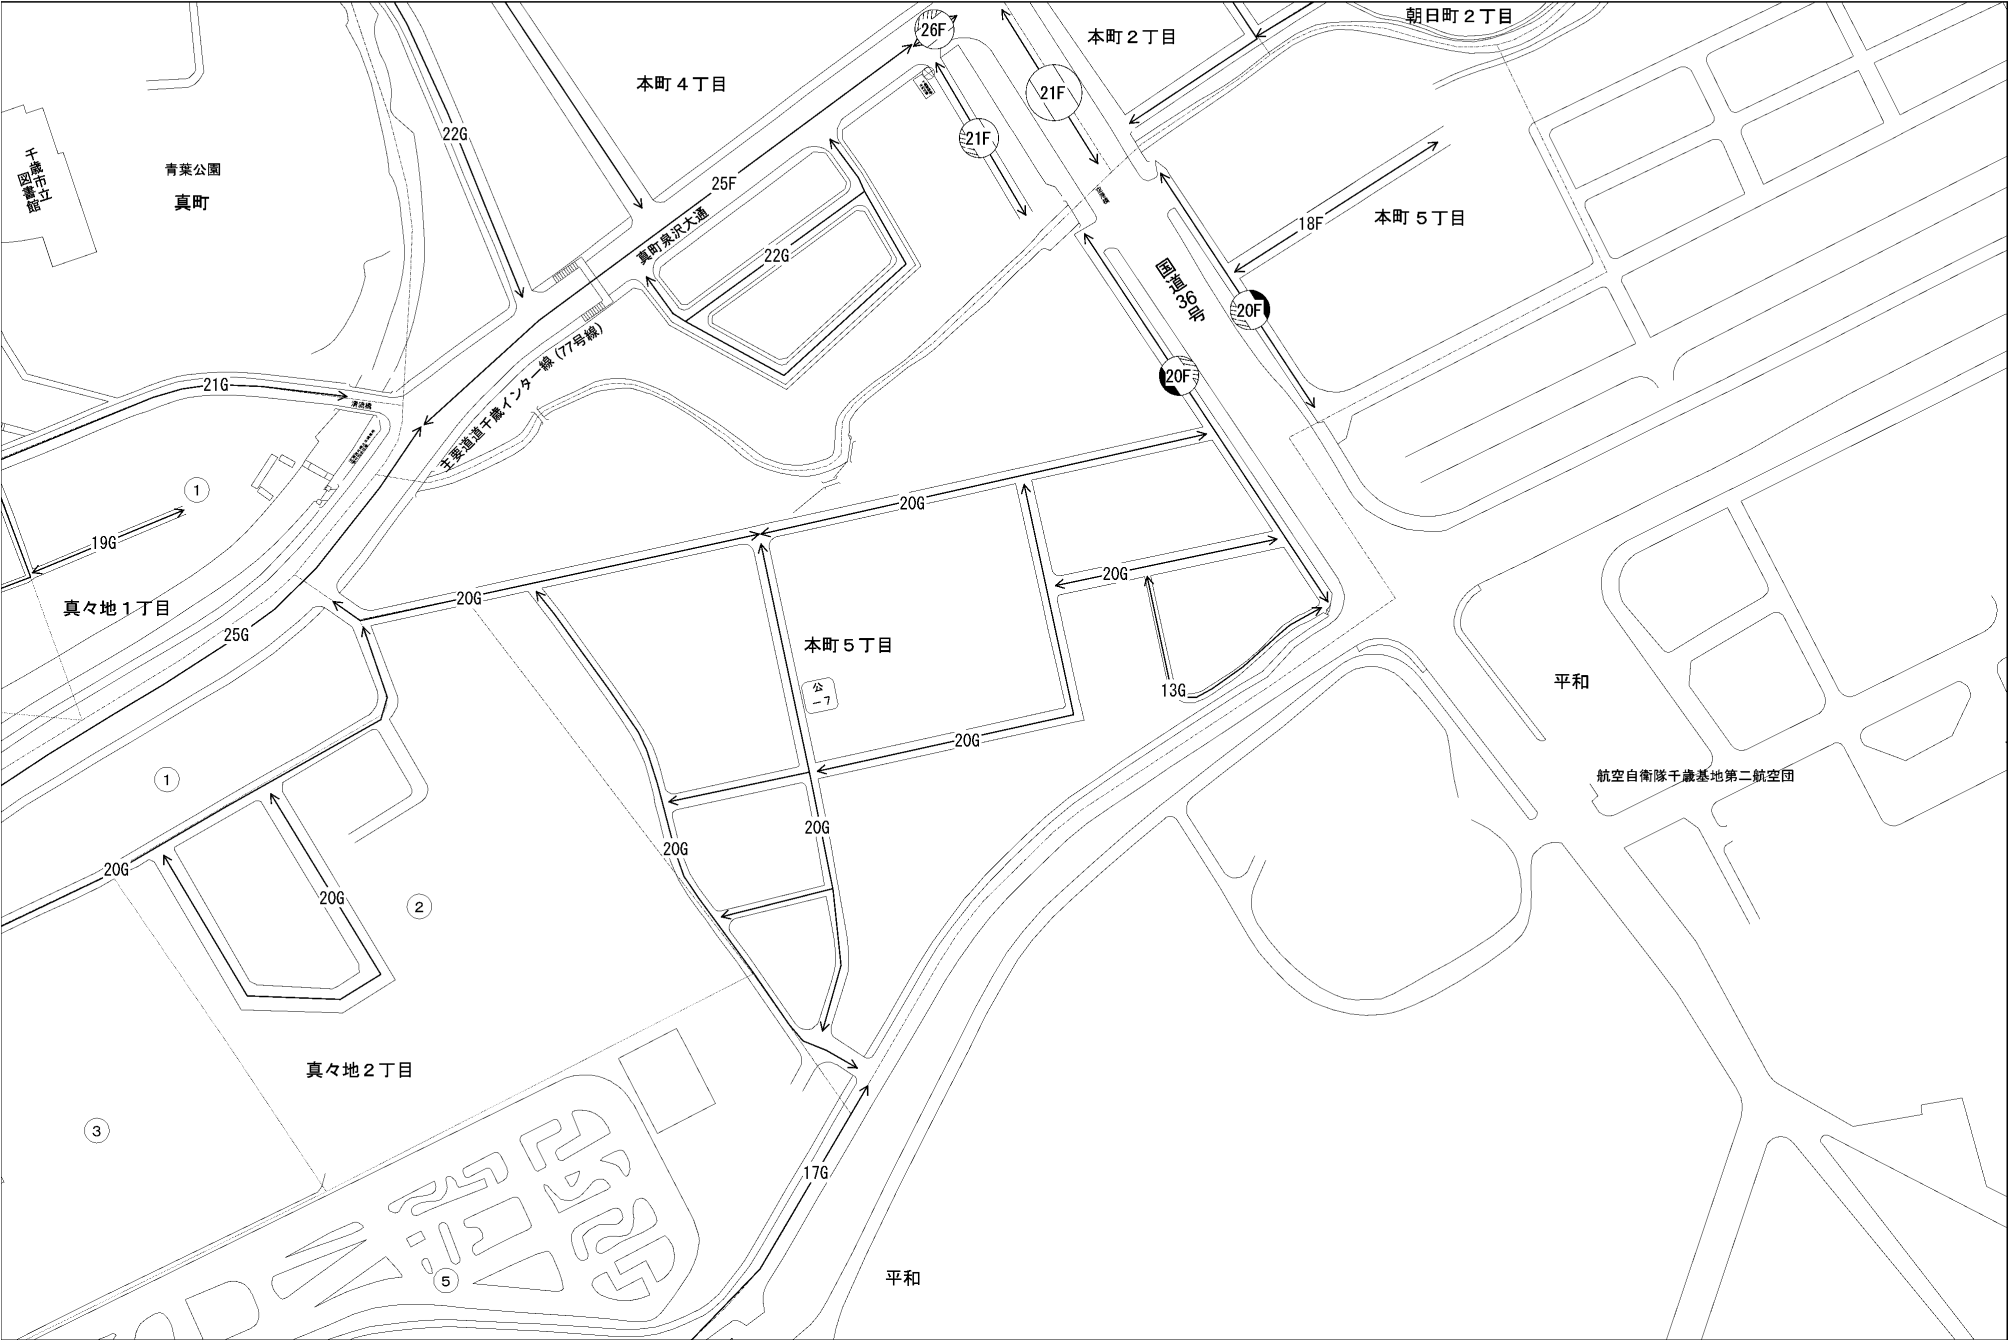 朝日町２丁目
26F
本町２丁目
本町４丁目
21F
22G
21F
千歳市立
図書館
青葉公園
真町
25F
真町泉沢大通
18F
本町５丁目
22G
国道36号
20F
主要道道千歳インター線(77号線)
20F
21G
清流橋
1
20G
19G
20G
20G
真々地１丁目
25G
本町５丁目
公
－7
13G
平和
20G
1
航空自衛隊千歳基地第二航空団
20G
20G
20G
20G
2
真々地２丁目
3
17G
5
平和